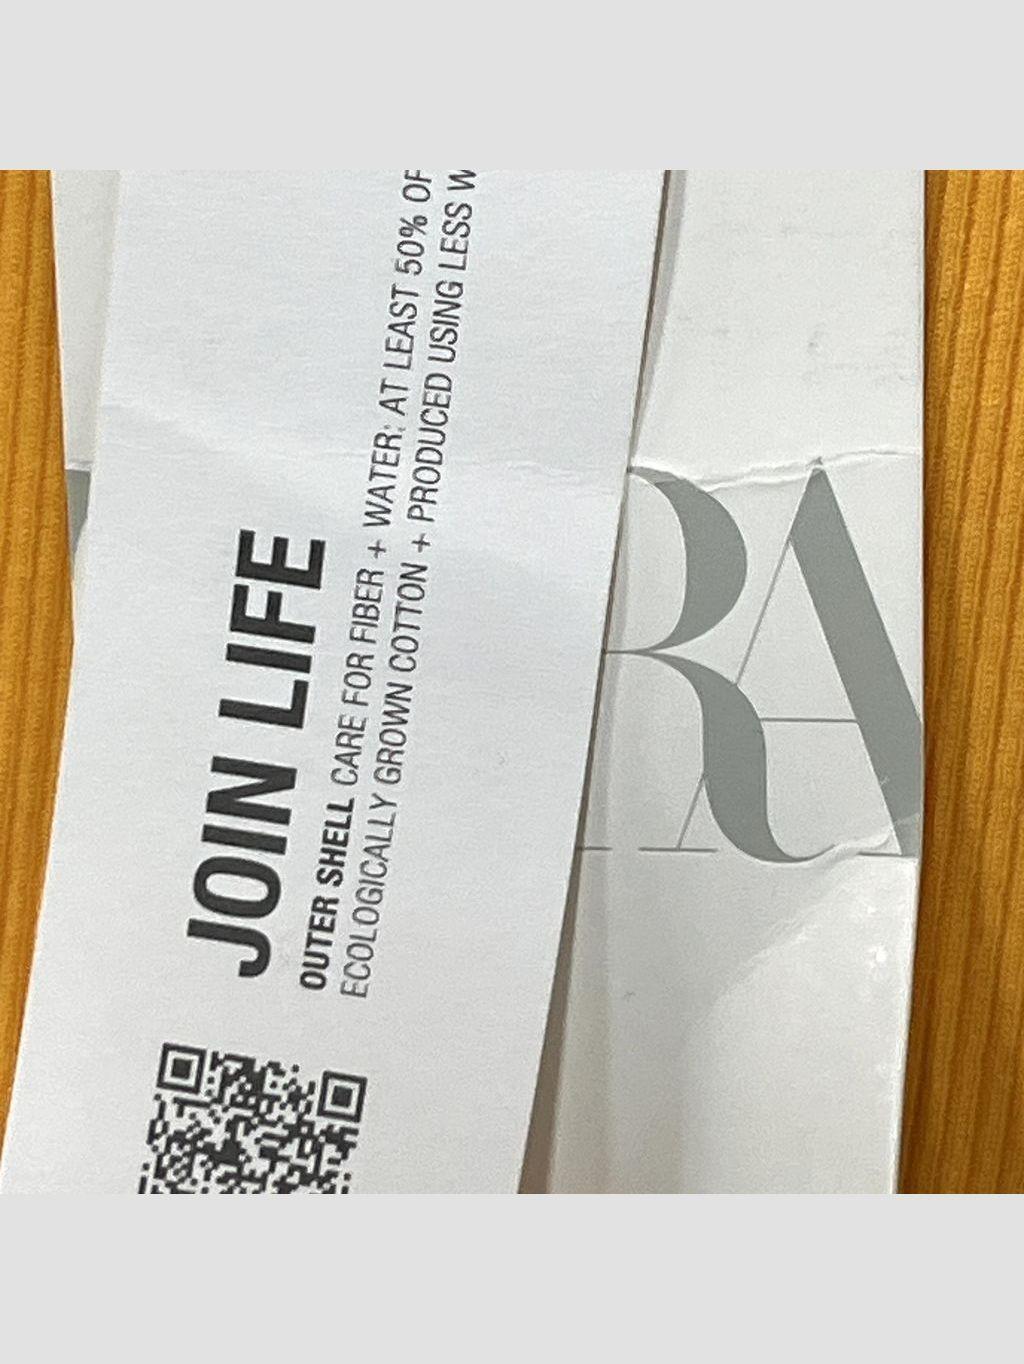 JOIN LIFE
OUTER SHELL CARE FOR FIBER + WATER: AT LEAST 50% OF
ECOLOGICALLY GROWN COTTON + PRODUCED USING LESS W
RA